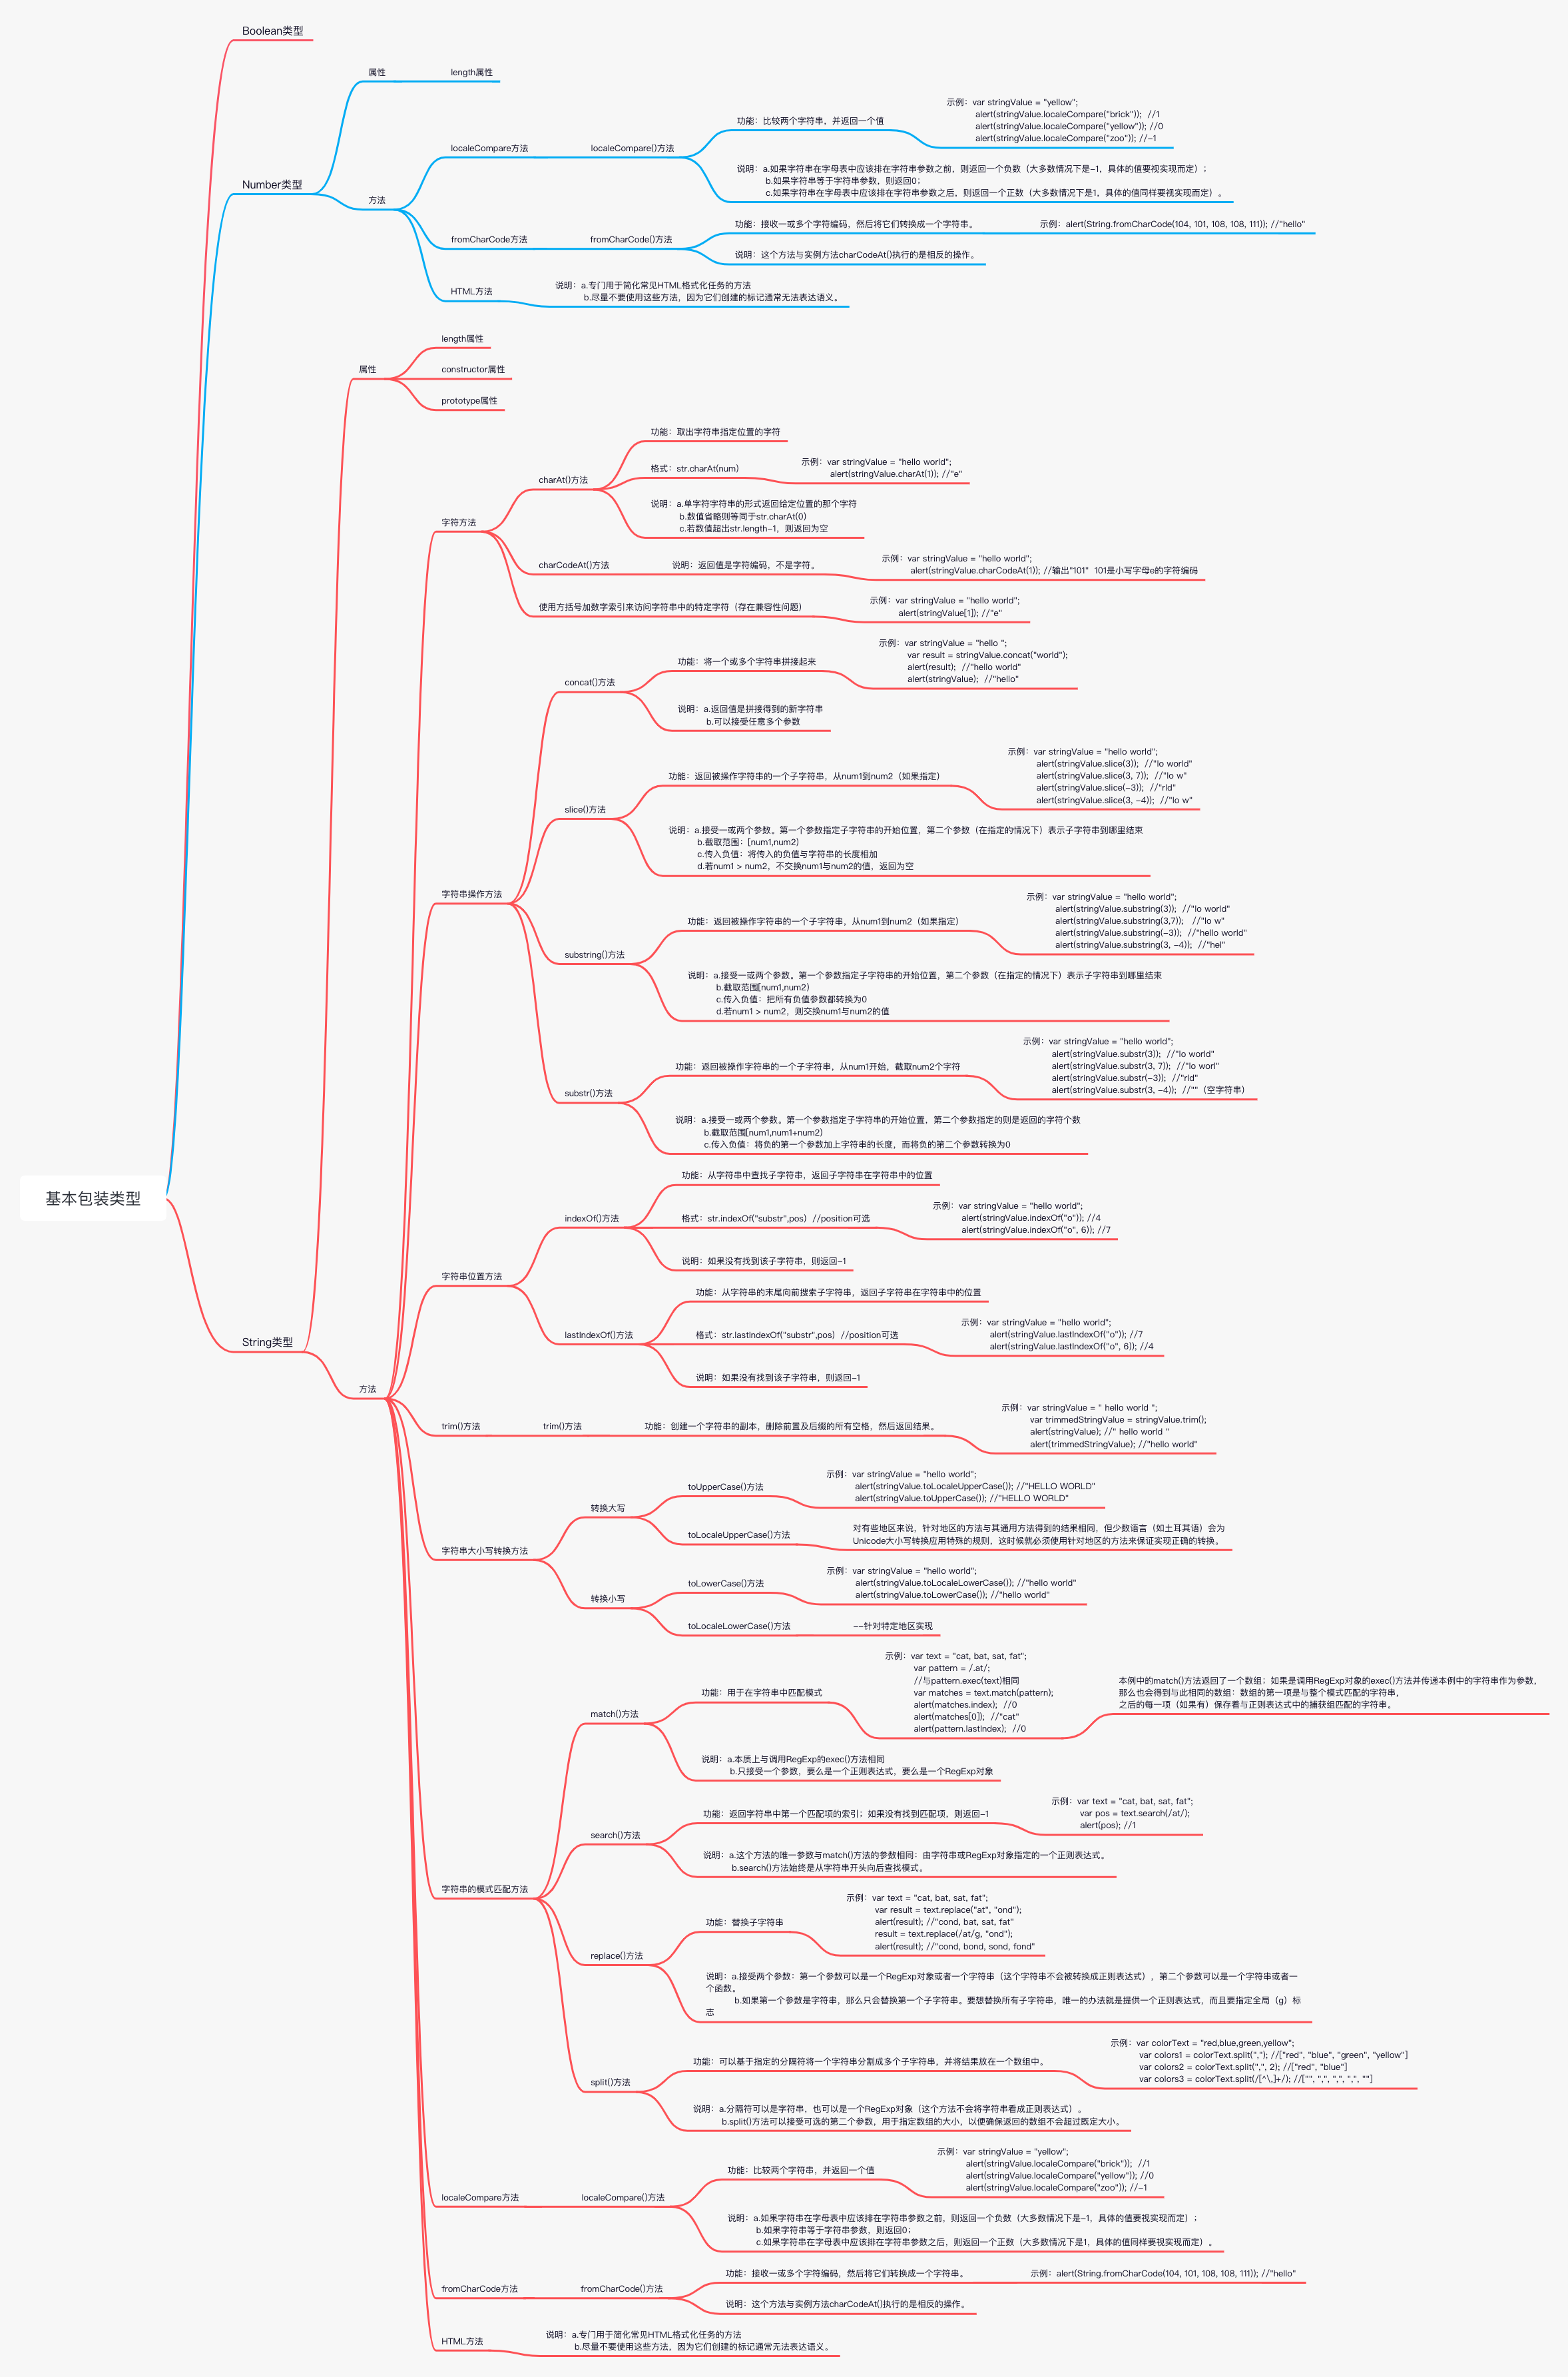 基本包装类型
Boolean类型
Number类型
属性
length属性
方法
localeCompare方法
localeCompare()方法
功能：比较两个字符串，并返回一个值
示例：var stringValue = "yellow";
alert(stringValue.localeCompare("brick"));  //1
alert(stringValue.localeCompare("yellow")); //0
alert(stringValue.localeCompare("zoo")); //-1
说明：a.如果字符串在字母表中应该排在字符串参数之前，则返回一个负数（大多数情况下是-1，具体的值要视实现而定）；
b.如果字符串等于字符串参数，则返回0；
c.如果字符串在字母表中应该排在字符串参数之后，则返回一个正数（大多数情况下是1，具体的值同样要视实现而定）。
fromCharCode方法
fromCharCode()方法
功能：接收一或多个字符编码，然后将它们转换成一个字符串。
示例：alert(String.fromCharCode(104, 101, 108, 108, 111)); //"hello"
说明：这个方法与实例方法charCodeAt()执行的是相反的操作。
HTML方法
说明：a.专门用于简化常见HTML格式化任务的方法
b.尽量不要使用这些方法，因为它们创建的标记通常无法表达语义。
String类型
属性
length属性
constructor属性
prototype属性
方法
字符方法
charAt()方法
功能：取出字符串指定位置的字符
格式：str.charAt(num)
示例：var stringValue = "hello world";
alert(stringValue.charAt(1)); //"e"
说明：a.单字符字符串的形式返回给定位置的那个字符
b.数值省略则等同于str.charAt(0)
c.若数值超出str.length-1，则返回为空
charCodeAt()方法
说明：返回值是字符编码，不是字符。
示例：var stringValue = "hello world";
alert(stringValue.charCodeAt(1)); //输出"101"  101是小写字母e的字符编码
使用方括号加数字索引来访问字符串中的特定字符（存在兼容性问题）
示例：var stringValue = "hello world";
alert(stringValue[1]); //"e"
字符串操作方法
concat()方法
功能：将一个或多个字符串拼接起来
示例：var stringValue = "hello ";
var result = stringValue.concat("world");
alert(result);  //"hello world"
alert(stringValue);  //"hello"
说明：a.返回值是拼接得到的新字符串
b.可以接受任意多个参数
slice()方法
功能：返回被操作字符串的一个子字符串，从num1到num2（如果指定）
示例：var stringValue = "hello world";
alert(stringValue.slice(3));  //"lo world"
alert(stringValue.slice(3, 7));  //"lo w"
alert(stringValue.slice(-3));  //"rld"
alert(stringValue.slice(3, -4));  //"lo w"
说明：a.接受一或两个参数。第一个参数指定子字符串的开始位置，第二个参数（在指定的情况下）表示子字符串到哪里结束
b.截取范围：[num1,num2)
c.传入负值：将传入的负值与字符串的长度相加
d.若num1 > num2，不交换num1与num2的值，返回为空
substring()方法
功能：返回被操作字符串的一个子字符串，从num1到num2（如果指定）
示例：var stringValue = "hello world";
alert(stringValue.substring(3));  //"lo world"
alert(stringValue.substring(3,7));   //"lo w"
alert(stringValue.substring(-3));  //"hello world"
alert(stringValue.substring(3, -4));  //"hel"
说明：a.接受一或两个参数。第一个参数指定子字符串的开始位置，第二个参数（在指定的情况下）表示子字符串到哪里结束
b.截取范围[num1,num2)
c.传入负值：把所有负值参数都转换为0
d.若num1 > num2，则交换num1与num2的值
substr()方法
功能：返回被操作字符串的一个子字符串，从num1开始，截取num2个字符
示例：var stringValue = "hello world";
alert(stringValue.substr(3));  //"lo world"
alert(stringValue.substr(3, 7));  //"lo worl"
alert(stringValue.substr(-3));  //"rld"
alert(stringValue.substr(3, -4));  //""（空字符串）
说明：a.接受一或两个参数。第一个参数指定子字符串的开始位置，第二个参数指定的则是返回的字符个数
b.截取范围[num1,num1+num2)
c.传入负值：将负的第一个参数加上字符串的长度，而将负的第二个参数转换为0
字符串位置方法
indexOf()方法
功能：从字符串中查找子字符串，返回子字符串在字符串中的位置
格式：str.indexOf("substr",pos)  //position可选
示例：var stringValue = "hello world";
alert(stringValue.indexOf("o")); //4
alert(stringValue.indexOf("o", 6)); //7
说明：如果没有找到该子字符串，则返回-1
lastIndexOf()方法
功能：从字符串的末尾向前搜索子字符串，返回子字符串在字符串中的位置
格式：str.lastIndexOf("substr",pos)  //position可选
示例：var stringValue = "hello world";
alert(stringValue.lastIndexOf("o")); //7
alert(stringValue.lastIndexOf("o", 6)); //4
说明：如果没有找到该子字符串，则返回-1
trim()方法
trim()方法
功能：创建一个字符串的副本，删除前置及后缀的所有空格，然后返回结果。
示例：var stringValue = " hello world ";
var trimmedStringValue = stringValue.trim();
alert(stringValue); //" hello world "
alert(trimmedStringValue); //"hello world"
字符串大小写转换方法
转换大写
toUpperCase()方法
示例：var stringValue = "hello world";
alert(stringValue.toLocaleUpperCase()); //"HELLO WORLD"
alert(stringValue.toUpperCase()); //"HELLO WORLD"
toLocaleUpperCase()方法
对有些地区来说，针对地区的方法与其通用方法得到的结果相同，但少数语言（如土耳其语）会为
Unicode大小写转换应用特殊的规则，这时候就必须使用针对地区的方法来保证实现正确的转换。
转换小写
toLowerCase()方法
示例：var stringValue = "hello world";
alert(stringValue.toLocaleLowerCase()); //"hello world"
alert(stringValue.toLowerCase()); //"hello world"
toLocaleLowerCase()方法
--针对特定地区实现
字符串的模式匹配方法
match()方法
功能：用于在字符串中匹配模式
示例：var text = "cat, bat, sat, fat";
var pattern = /.at/;
//与pattern.exec(text)相同
var matches = text.match(pattern);
alert(matches.index);  //0
alert(matches[0]);  //"cat"
alert(pattern.lastIndex);  //0
本例中的match()方法返回了一个数组；如果是调用RegExp对象的exec()方法并传递本例中的字符串作为参数，
那么也会得到与此相同的数组：数组的第一项是与整个模式匹配的字符串，
之后的每一项（如果有）保存着与正则表达式中的捕获组匹配的字符串。
说明：a.本质上与调用RegExp的exec()方法相同
b.只接受一个参数，要么是一个正则表达式，要么是一个RegExp对象
search()方法
功能：返回字符串中第一个匹配项的索引；如果没有找到匹配项，则返回-1
示例：var text = "cat, bat, sat, fat";
var pos = text.search(/at/);
alert(pos); //1
说明：a.这个方法的唯一参数与match()方法的参数相同：由字符串或RegExp对象指定的一个正则表达式。
b.search()方法始终是从字符串开头向后查找模式。
replace()方法
功能：替换子字符串
示例：var text = "cat, bat, sat, fat";
var result = text.replace("at", "ond");
alert(result); //"cond, bat, sat, fat"
result = text.replace(/at/g, "ond");
alert(result); //"cond, bond, sond, fond"
说明：a.接受两个参数：第一个参数可以是一个RegExp对象或者一个字符串（这个字符串不会被转换成正则表达式），第二个参数可以是一个字符串或者一
个函数。
b.如果第一个参数是字符串，那么只会替换第一个子字符串。要想替换所有子字符串，唯一的办法就是提供一个正则表达式，而且要指定全局（g）标
志
split()方法
功能：可以基于指定的分隔符将一个字符串分割成多个子字符串，并将结果放在一个数组中。
示例：var colorText = "red,blue,green,yellow";
var colors1 = colorText.split(","); //["red", "blue", "green", "yellow"]
var colors2 = colorText.split(",", 2); //["red", "blue"]
var colors3 = colorText.split(/[^\,]+/); //["", ",", ",", ",", ""]
说明：a.分隔符可以是字符串，也可以是一个RegExp对象（这个方法不会将字符串看成正则表达式）。
b.split()方法可以接受可选的第二个参数，用于指定数组的大小，以便确保返回的数组不会超过既定大小。
localeCompare方法
localeCompare()方法
功能：比较两个字符串，并返回一个值
示例：var stringValue = "yellow";
alert(stringValue.localeCompare("brick"));  //1
alert(stringValue.localeCompare("yellow")); //0
alert(stringValue.localeCompare("zoo")); //-1
说明：a.如果字符串在字母表中应该排在字符串参数之前，则返回一个负数（大多数情况下是-1，具体的值要视实现而定）；
b.如果字符串等于字符串参数，则返回0；
c.如果字符串在字母表中应该排在字符串参数之后，则返回一个正数（大多数情况下是1，具体的值同样要视实现而定）。
fromCharCode方法
fromCharCode()方法
功能：接收一或多个字符编码，然后将它们转换成一个字符串。
示例：alert(String.fromCharCode(104, 101, 108, 108, 111)); //"hello"
说明：这个方法与实例方法charCodeAt()执行的是相反的操作。
HTML方法
说明：a.专门用于简化常见HTML格式化任务的方法
b.尽量不要使用这些方法，因为它们创建的标记通常无法表达语义。